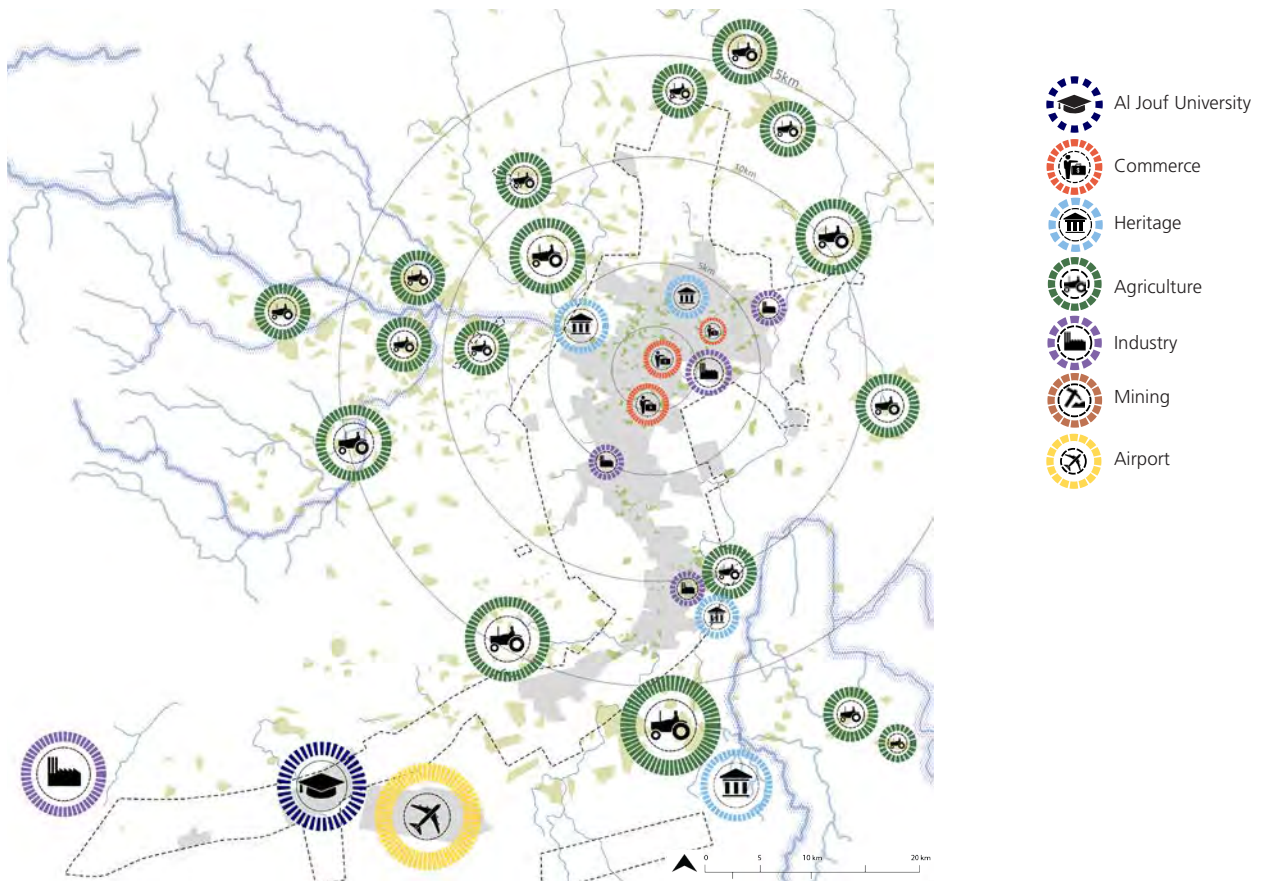 15km
10km
5km
0 5 10 km 20 km
Al Jouf University
Commerce
Heritage
Agriculture
Industry
Mining
Airport